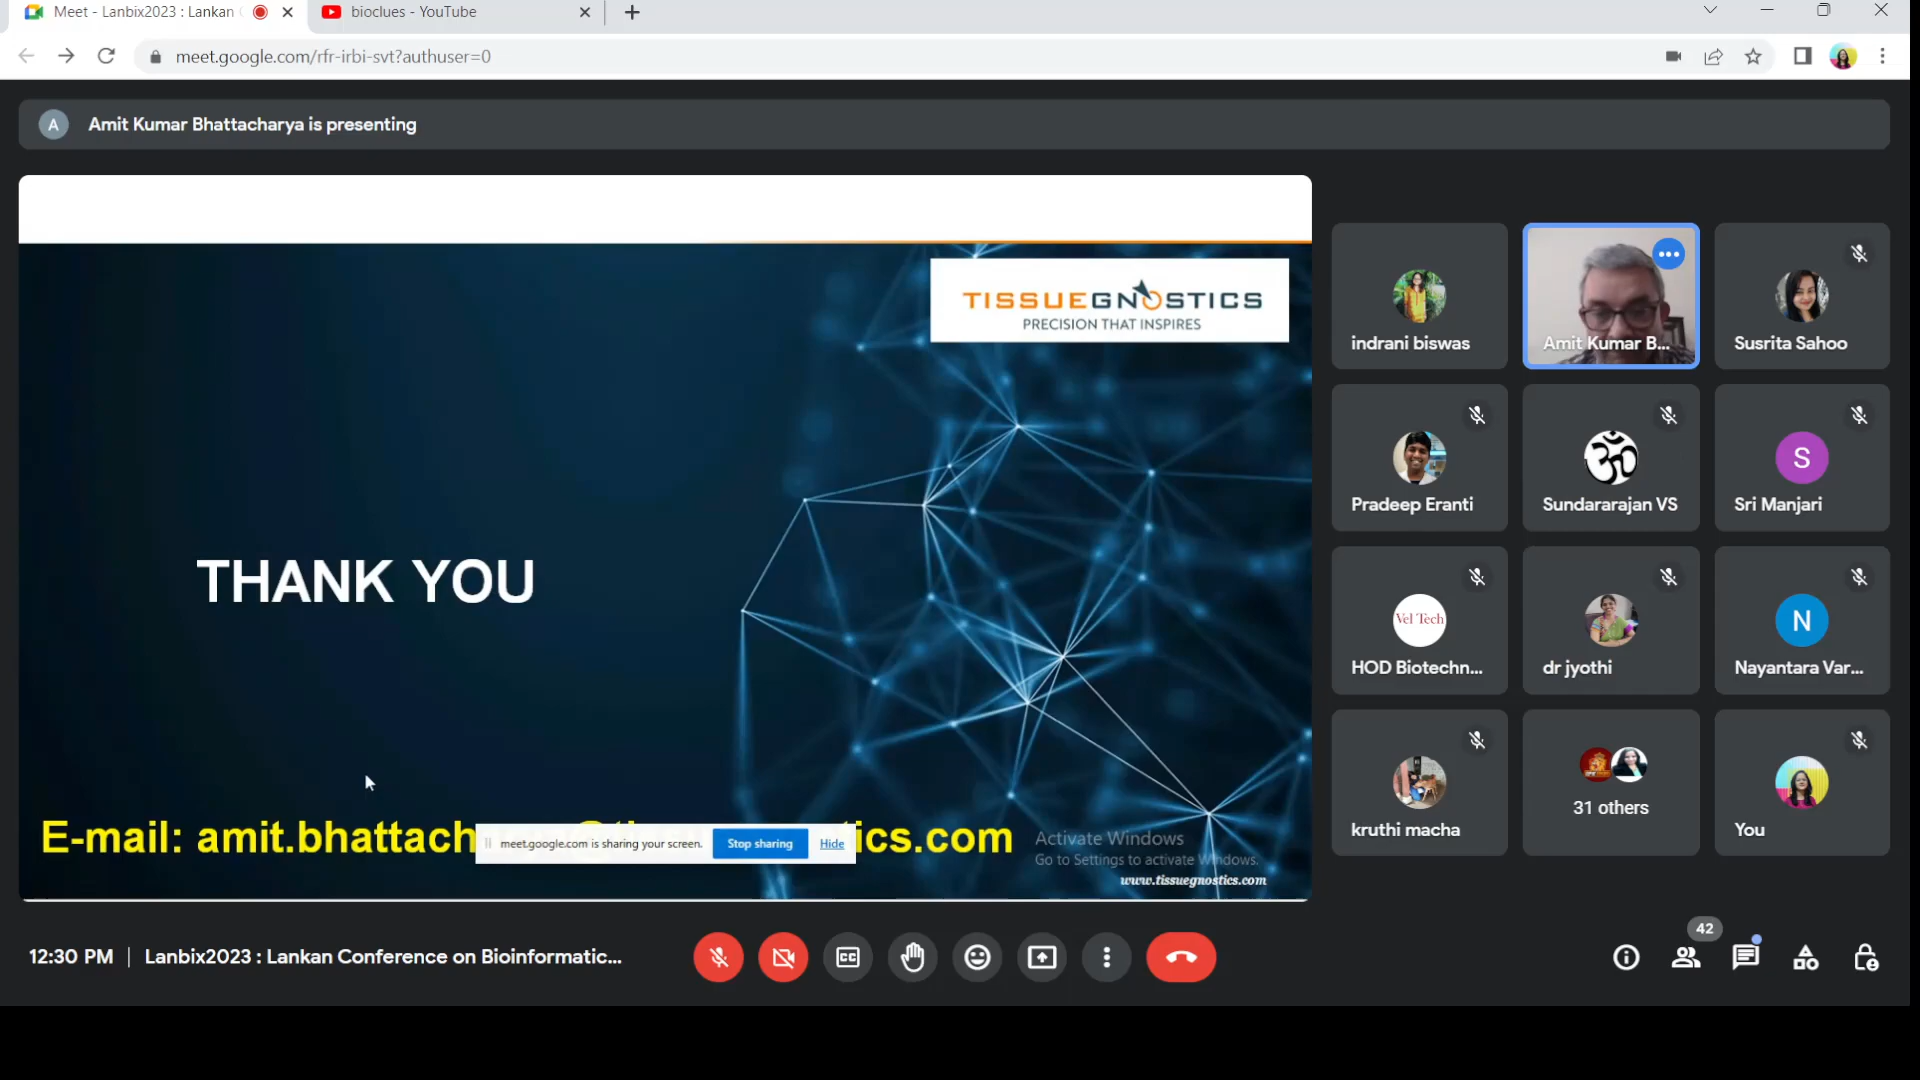 Meet - Lanbix2023 : Lankan
bioclues - YouTube
meet.google.com/rfr-irbi-svt?authuser=0
A
Amit Kumar Bhattacharya is presenting
TISSUEGNOSTICS
PRECISION THAT INSPIRES
THANK YOU
E-mail: amit.bhattach
ics.com
meet.google.com is sharing your screen.
Stop sharing
Hide
Activate Windows
Go to Settings to activate Windows.
www.tissuegnostics.com
indrani biswas
Amit Kumar B...
Susrita Sahoo
Pradeep Eranti
ॐ
Sundararajan VS
S
Sri Manjari
Vel Tech
HOD Biotechn...
dr jyothi
N
Nayantara Var...
kruthi macha
31 others
You
12:30 PM | Lanbix2023 : Lankan Conference on Bioinformatic...
CC
42